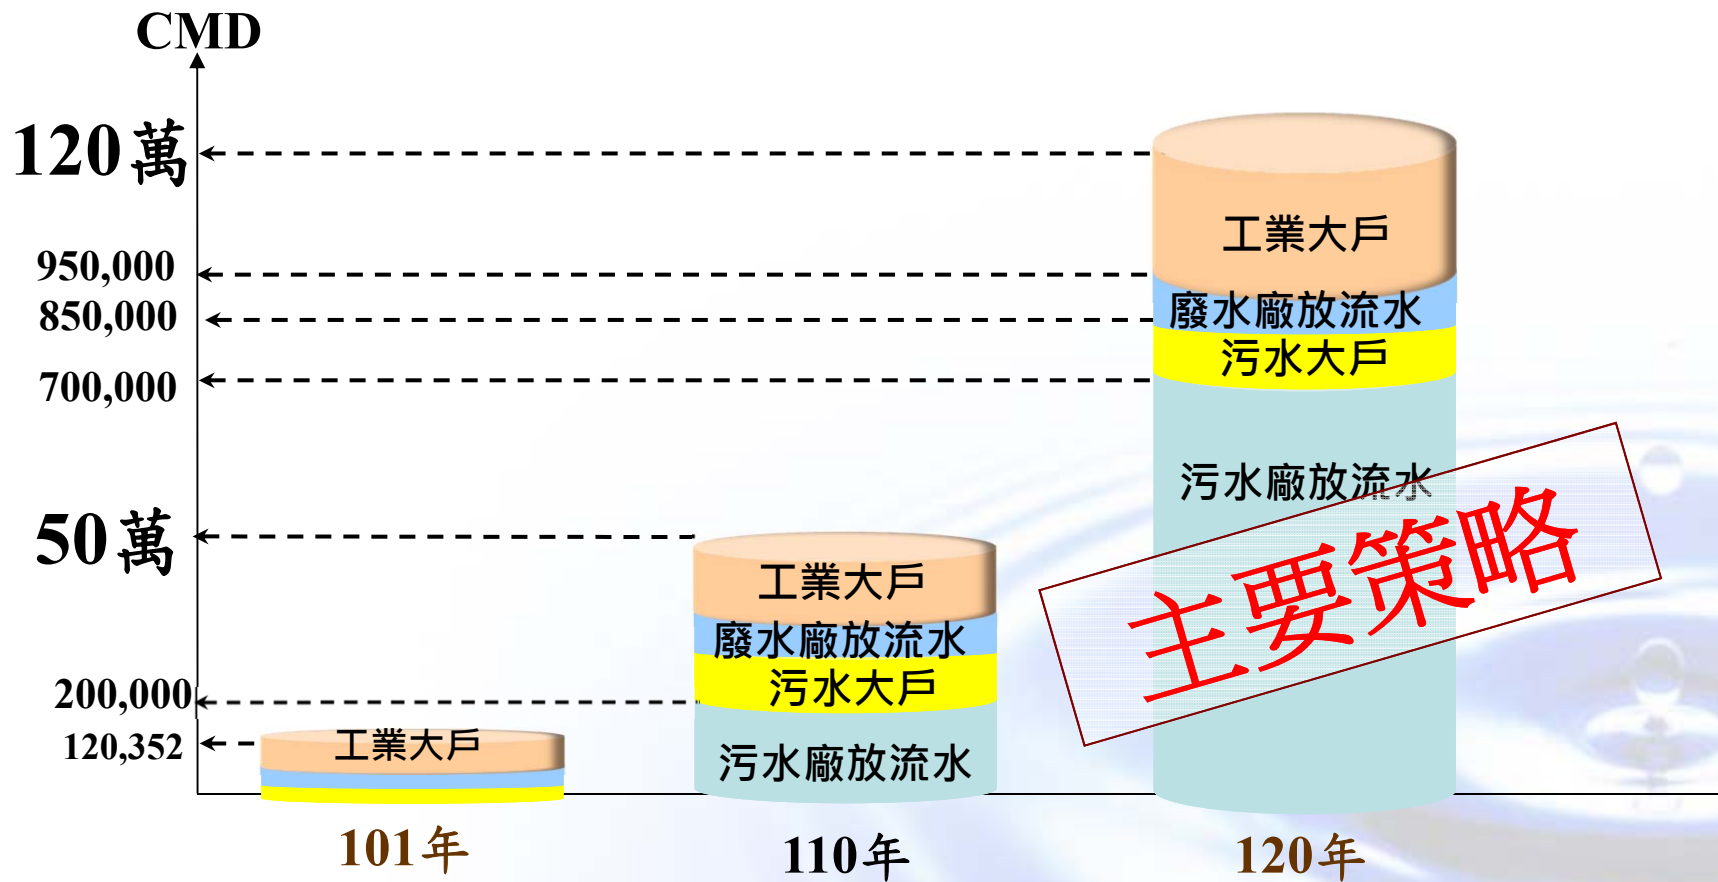 CMD
120萬
950,000
850,000
700,000
50萬
200,000
120,352
工業大戶
101年
工業大戶
廢水廠放流水
污水大戶
污水廠放流水
110年
工業大戶
廢水廠放流水
污水大戶
污水廠放流水
主要策略
120年